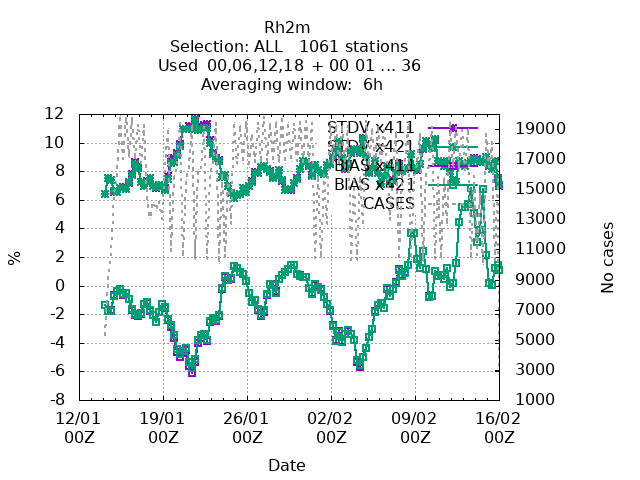 Rh2m
Selection: ALL 1061 stations
Used 00,06,12,18 + 00 01 ... 36
Averaging window: 6h
12
10
8
6
4
2
0
-2
-4
-6
-8
%
STDV x411
STDV x421
BIAS x411
BIAS x421
CASES
19000
17000
15000
13000
11000
9000
7000
5000
3000
1000
No cases
12/01 19/01 26/01 02/02 09/02 16/02
00Z 00Z 00Z 00Z 00Z 00Z
Date